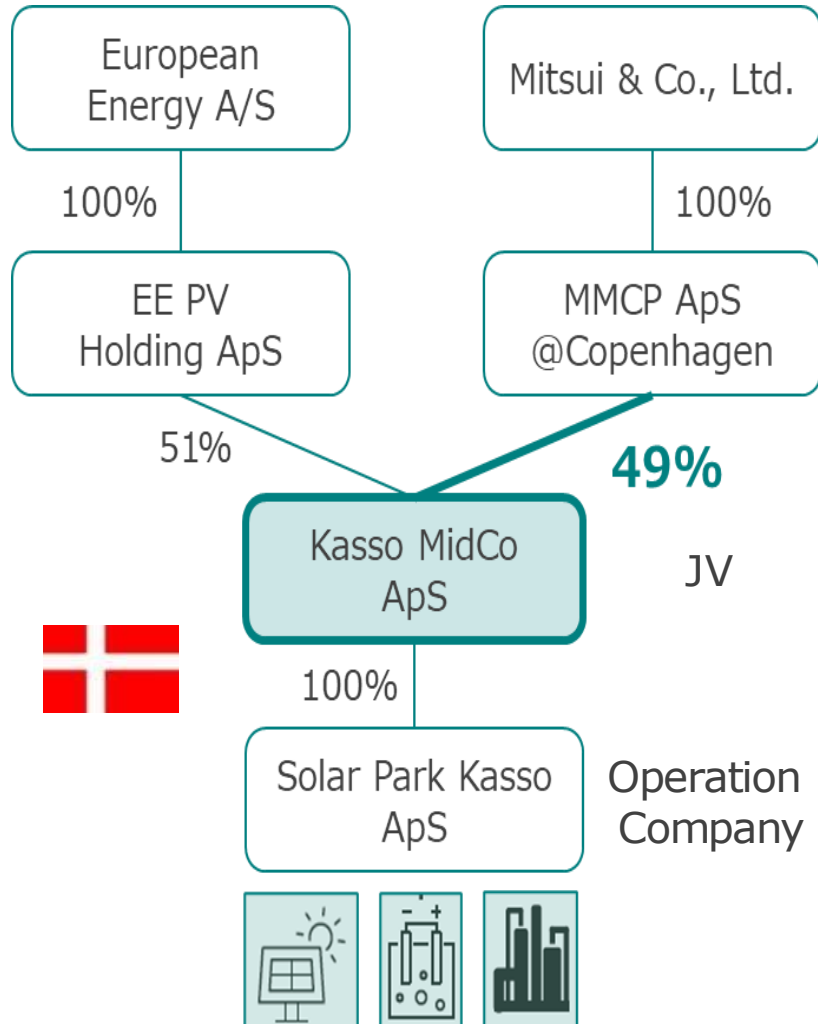 European
Energy A/S
Mitsui & Co., Ltd.
100%
100%
EE PV
Holding ApS
MMCP ApS
@Copenhagen
51%
49%
Kasso MidCo
ApS
JV
100%
Solar Park Kasso
ApS
Operation
Company
- +